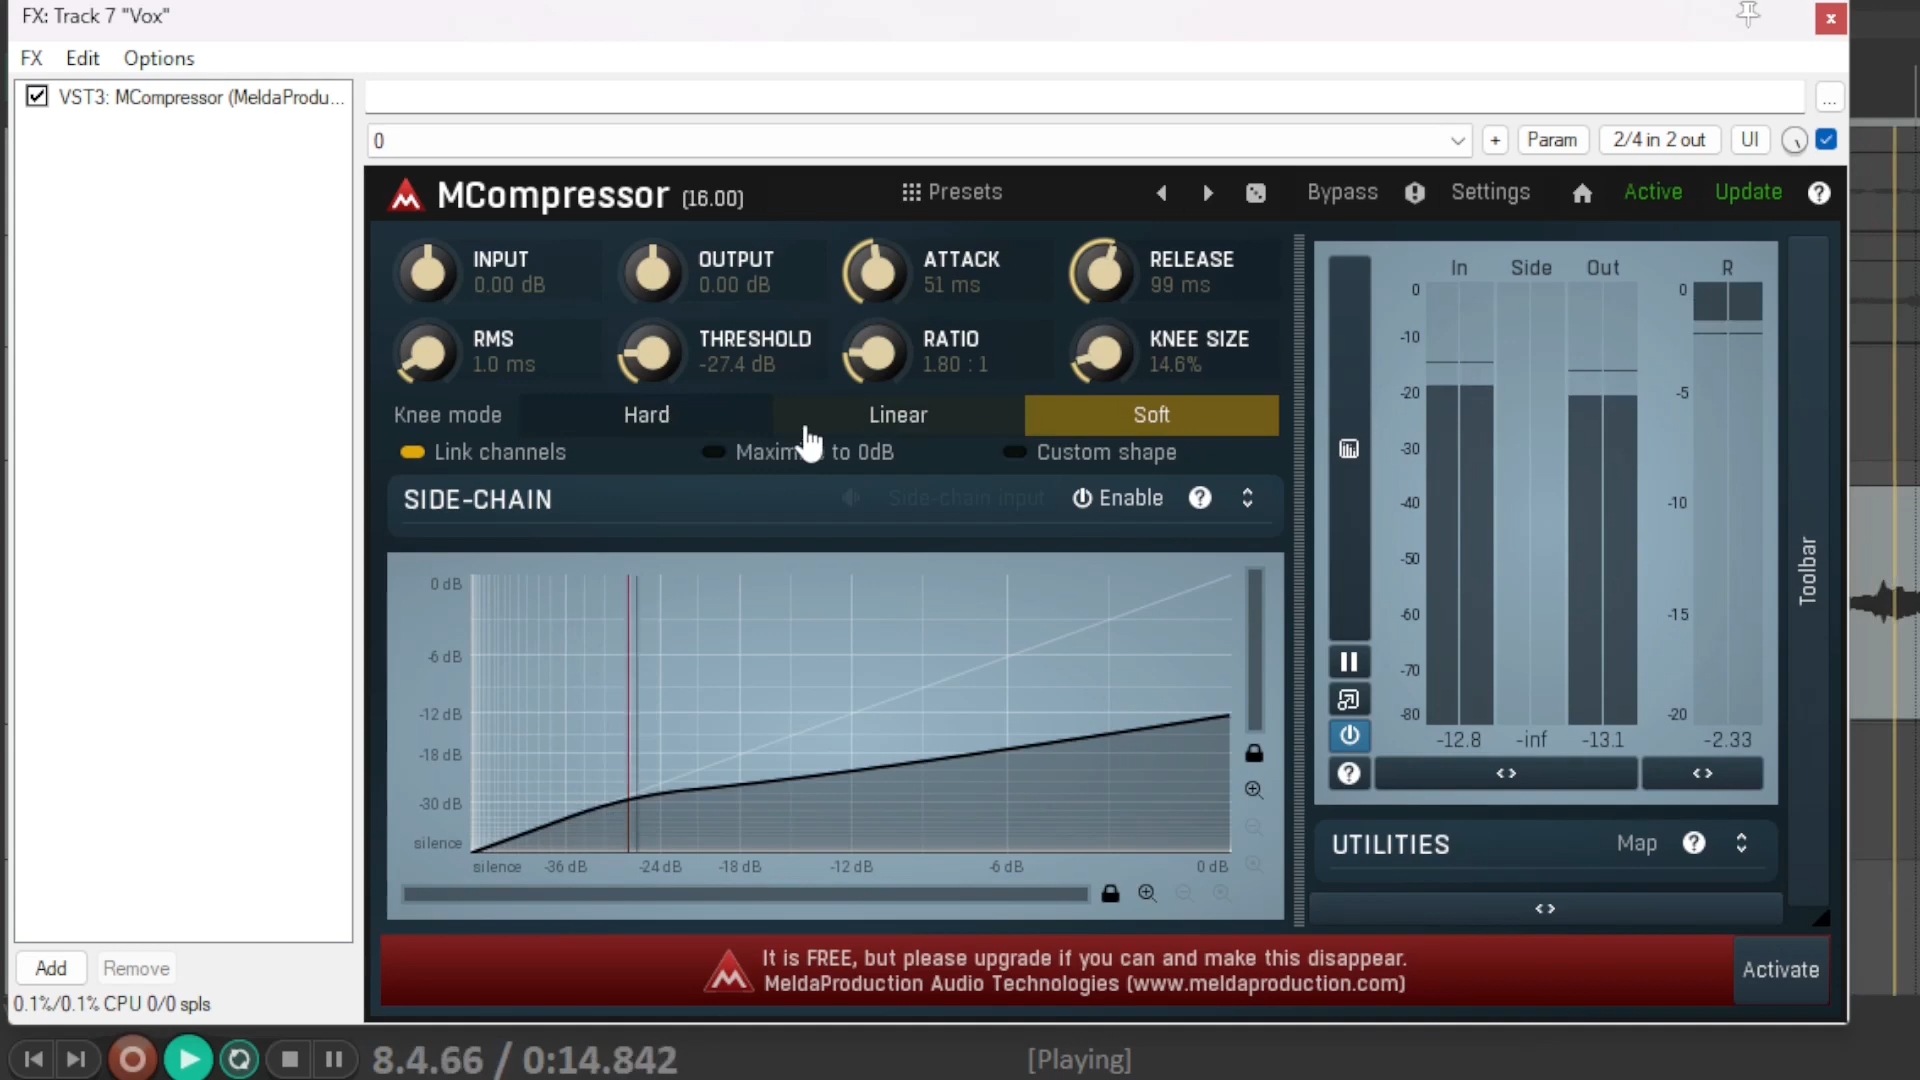 FX: Track 7 "Vox"
x
FX Edit Options
VST3: MCompressor (MeldaProdu...
...
0
+ Param 2/4 in 2 out UI
MCompressor (16.00)
Presets
Bypass Settings Active Update ?
INPUT
0.00 dB
OUTPUT
0.00 dB
ATTACK
51 ms
RELEASE
99 ms
RMS
1.0 ms
THRESHOLD
-27.4 dB
RATIO
1.80 : 1
KNEE SIZE
14.6%
Knee mode Hard Linear Soft
Link channels to 0dB Custom shape
SIDE-CHAIN Side-chain input Enable ?
0 dB
-6 dB
-12 dB
-18 dB
-30 dB
silence
silence -36 dB -24 dB -18 dB -12 dB -6 dB 0 dB
In Side Out R
0
-10
-20
-30
-40
-50
-60
-70
-80
0
-5
-10
-15
-20
-12.8 -inf -13.1 -2.33
?
Toolbar
UTILITIES Map ?
It is FREE, but please upgrade if you can and make this disappear.
MeldaProduction Audio Technologies (www.meldaproduction.com)
Activate
Add Remove
0.1%/0.1% CPU 0/0 spls
8.4.66 / 0:14.842
[Playing]